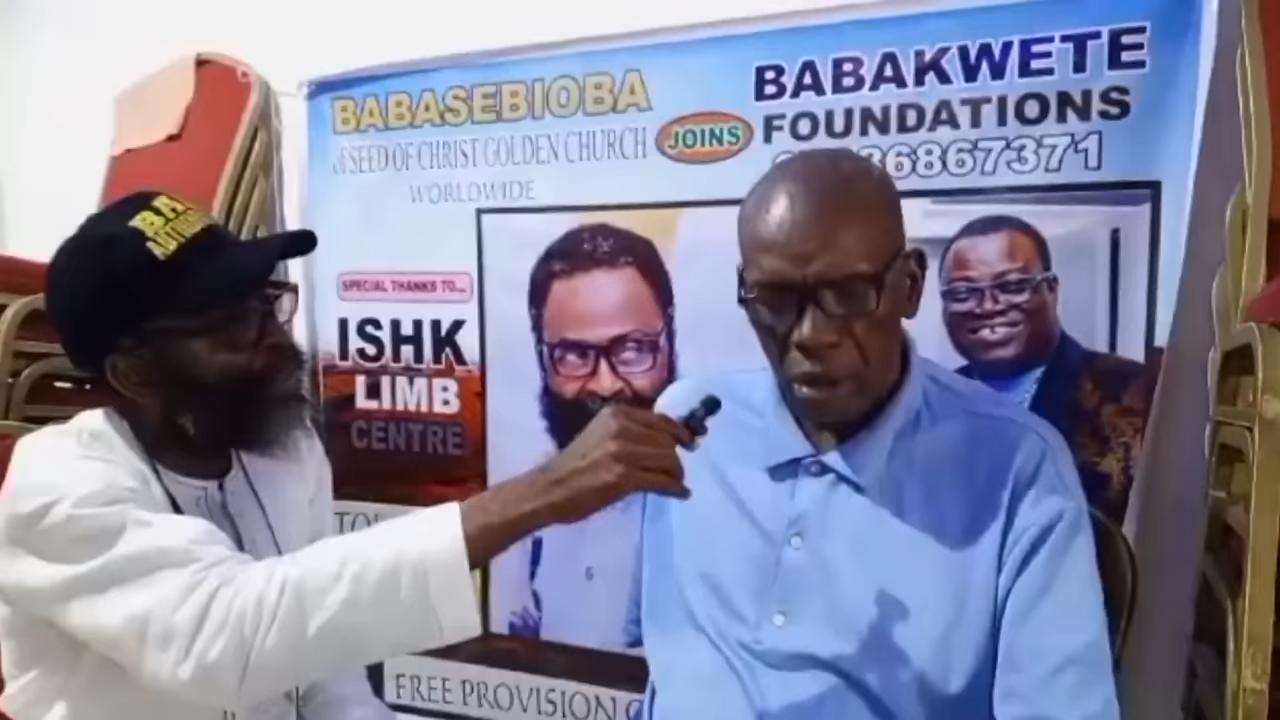 BABASEBIOBA
of SEED OF CHRIST GOLDEN CHURCH
WORLDWIDE
JOINS
BABAKWETE
FOUNDATIONS
36867371
SPECIAL THANKS TO...
ISHK
LIMB
CENTRE
FREE PROVISION